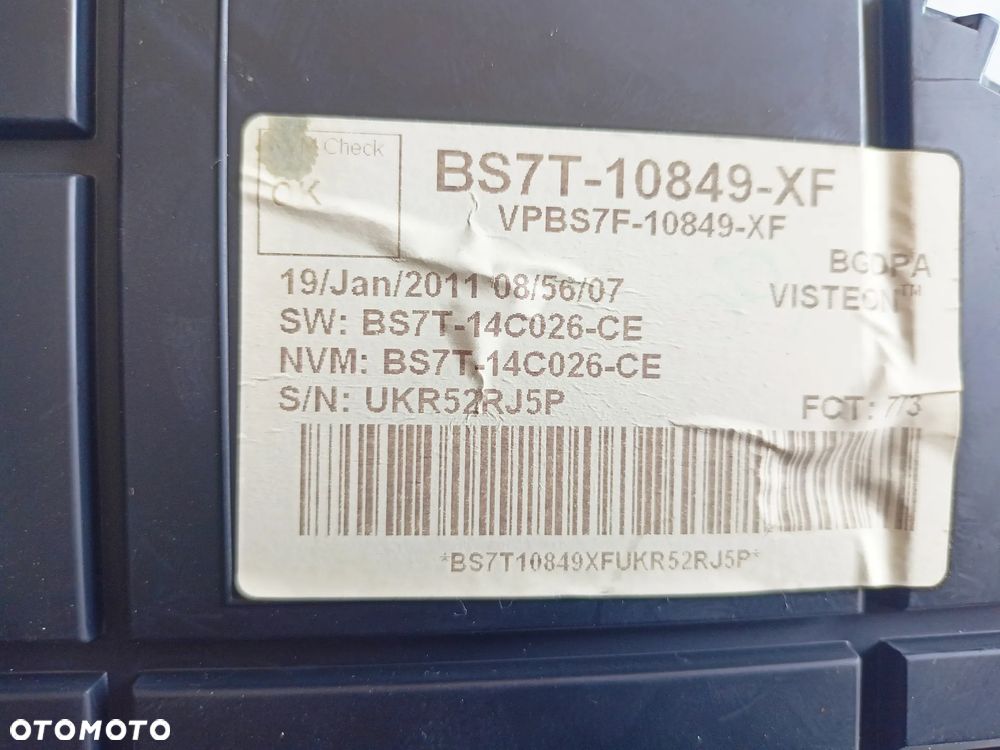 Check
OK
BS7T-10849-XF
VPBS7F-10849-XF
BGDPA
VISTEON™
19/Jan/2011 08/56/07
SW: BS7T-14C026-CE
NVM: BS7T-14C026-CE
S/N: UKR52RJ5P
FCT: 73
*BS7T10849XFUKR52RJ5P*
OTOMOTO